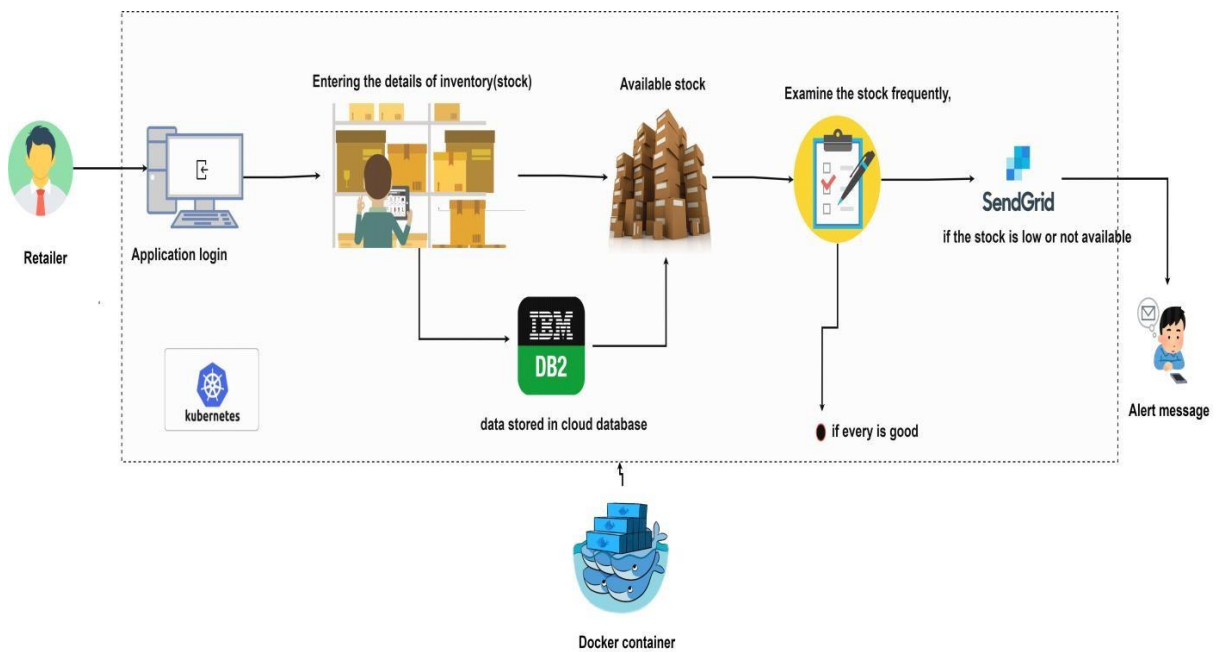 Entering the details of inventory(stock)
Available stock
Examine the stock frequently,
SendGrid
if the stock is low or not available
Retailer
Application login
IBM
DB2
kubernetes
data stored in cloud database
if every is good
Alert message
Docker container